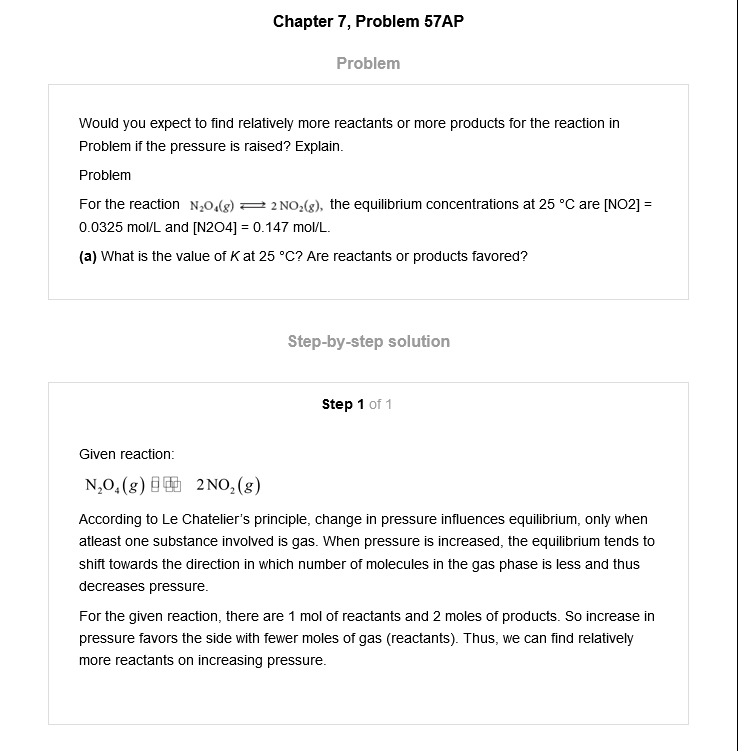 Chapter 7, Problem 57AP
Problem
Would you expect to find relatively more reactants or more products for the reaction in
Problem if the pressure is raised? Explain.
Problem
For the reaction N₂O₄(g) ⇌ 2 NO₂(g), the equilibrium concentrations at 25 °C are [NO2] =
0.0325 mol/L and [N2O4] = 0.147 mol/L.
(a) What is the value of K at 25 °C? Are reactants or products favored?
Step-by-step solution
Step 1 of 1
Given reaction:
N₂O₄(g) 2NO₂(g)
According to Le Chatelier's principle, change in pressure influences equilibrium, only when
atleast one substance involved is gas. When pressure is increased, the equilibrium tends to
shift towards the direction in which number of molecules in the gas phase is less and thus
decreases pressure.
For the given reaction, there are 1 mol of reactants and 2 moles of products. So increase in
pressure favors the side with fewer moles of gas (reactants). Thus, we can find relatively
more reactants on increasing pressure.